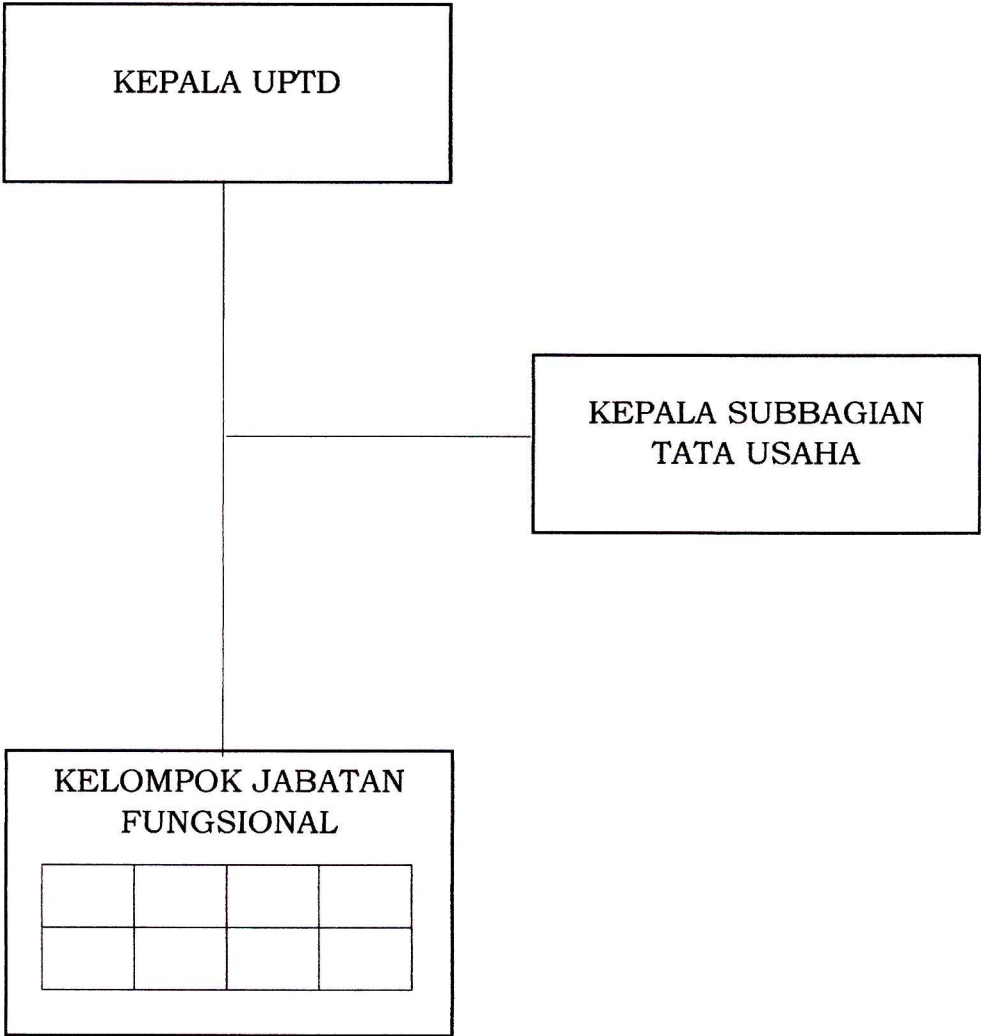 KEPALA UPTD
KEPALA SUBBAGIAN
TATA USAHA
KELOMPOK JABATAN
FUNGSIONAL